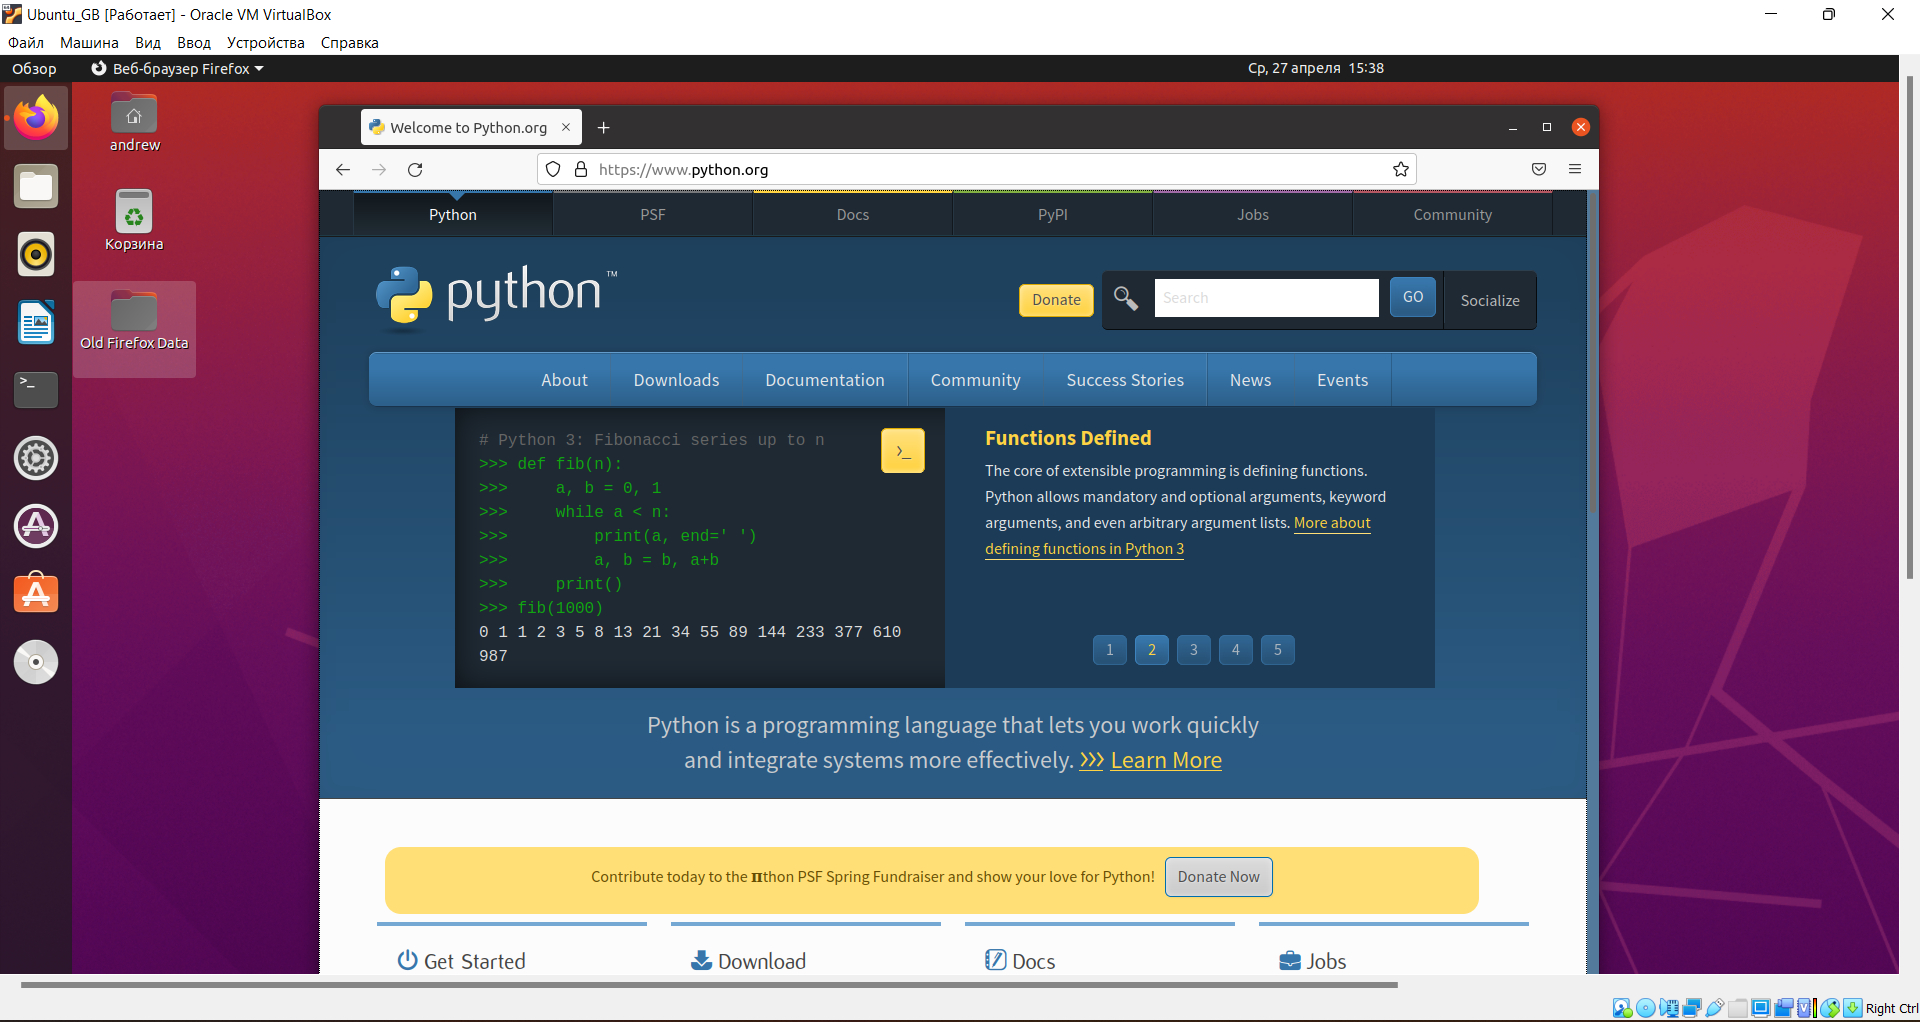 Ubuntu_GB [Работает] - Oracle VM VirtualBox
Файл Машина Вид Ввод Устройства Справка
Обзор Веб-браузер Firefox Ср, 27 апреля 15:38
andrew
Корзина
Old Firefox Data
Welcome to Python.org
https://www.python.org
Python PSF Docs PyPI Jobs Community
python™
Donate Search GO Socialize
About Downloads Documentation Community Success Stories News Events
# Python 3: Fibonacci series up to n
>>> def fib(n):
>>>     a, b = 0, 1
>>>     while a < n:
>>>         print(a, end=' ')
>>>         a, b = b, a+b
>>>     print()
>>> fib(1000)
0 1 1 2 3 5 8 13 21 34 55 89 144 233 377 610
987
>_
Functions Defined
The core of extensible programming is defining functions.
Python allows mandatory and optional arguments, keyword
arguments, and even arbitrary argument lists. More about
defining functions in Python 3
1 2 3 4 5
Python is a programming language that lets you work quickly
and integrate systems more effectively. >>> Learn More
Contribute today to the πthon PSF Spring Fundraiser and show your love for Python! Donate Now
Get Started Download Docs Jobs
Right Ctrl